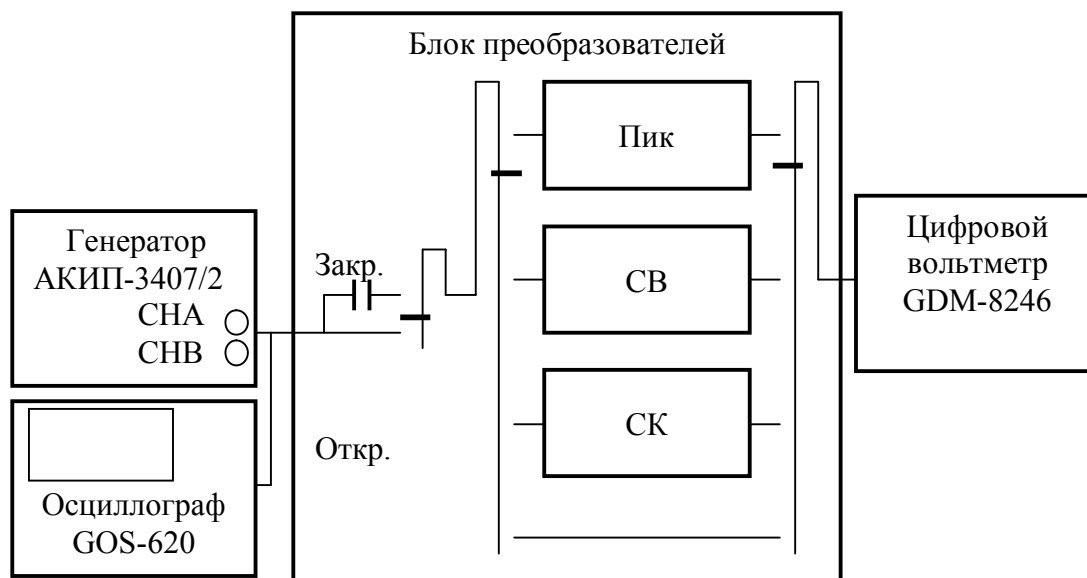 Блок преобразователей
Пик
Генератор
АКИП-3407/2
CHA
CHB
Закр.
СВ
Цифровой
вольтметр
GDM-8246
СК
Откр.
Осциллограф
GOS-620